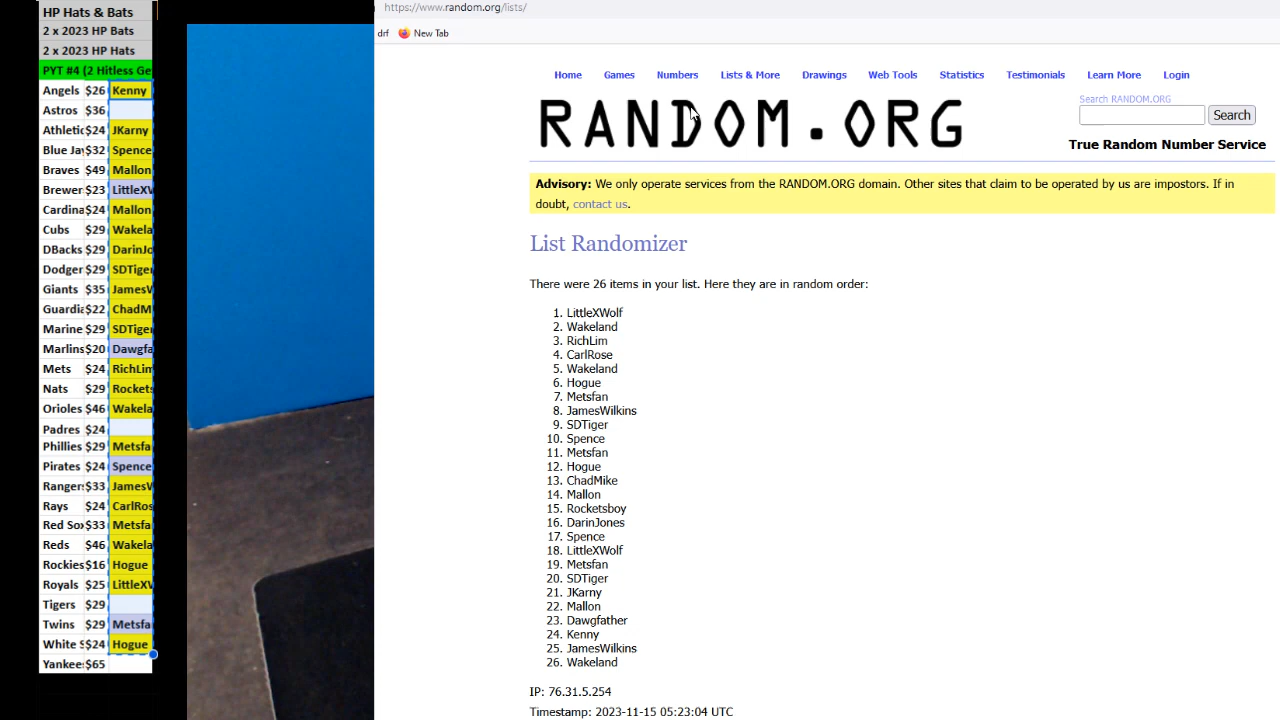 HP Hats & Bats
2 x 2023 HP Bats
2 x 2023 HP Hats
PYT #4 (2 Hitless Ge
Angels $26 Kenny
Astros $36
Athletic $24 JKarny
Blue Jay $32 Spence
Braves $49 Mallon
Brewer $23 LittleXW
Cardina $24 Mallon
Cubs $29 Wakela
DBacks $29 DarinJo
Dodger $29 SDTiger
Giants $35 JamesW
Guardia $22 ChadM
Marine $29 SDTiger
Marlins $20 Dawgfa
Mets $24 RichLim
Nats $29 Rockets
Orioles $46 Wakela
Padres $24
Phillies $29 Metsfa
Pirates $24 Spence
Rangers $33 JamesW
Rays $24 CarlRos
Red Sox $33 Metsfa
Reds $46 Wakela
Rockies $16 Hogue
Royals $25 LittleXW
Tigers $29
Twins $29 Metsfa
White S $24 Hogue
Yankees $65
https://www.random.org/lists/
drf New Tab
Home Games Numbers Lists & More Drawings Web Tools Statistics Testimonials Learn More Login
RANDOM.ORG
Search RANDOM.ORG
Search
True Random Number Service
Advisory: We only operate services from the RANDOM.ORG domain. Other sites that claim to be operated by us are impostors. If in
doubt, contact us.
List Randomizer
There were 26 items in your list. Here they are in random order:
1. LittleXWolf
2. Wakeland
3. RichLim
4. CarlRose
5. Wakeland
6. Hogue
7. Metsfan
8. JamesWilkins
9. SDTiger
10. Spence
11. Metsfan
12. Hogue
13. ChadMike
14. Mallon
15. Rocketsboy
16. DarinJones
17. Spence
18. LittleXWolf
19. Metsfan
20. SDTiger
21. JKarny
22. Mallon
23. Dawgfather
24. Kenny
25. JamesWilkins
26. Wakeland
IP: 76.31.5.254
Timestamp: 2023-11-15 05:23:04 UTC